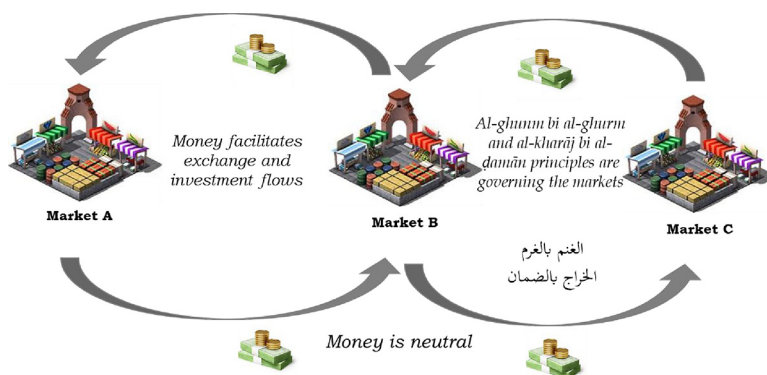 Money facilitates
exchange and
investment flows
Al-ghunm bi al-ghurm
and al-kharāj bi al-
ḍamān principles are
governing the markets
Market A
Market B
Market C
الغنم بالغرم
الخراج بالضمان
Money is neutral